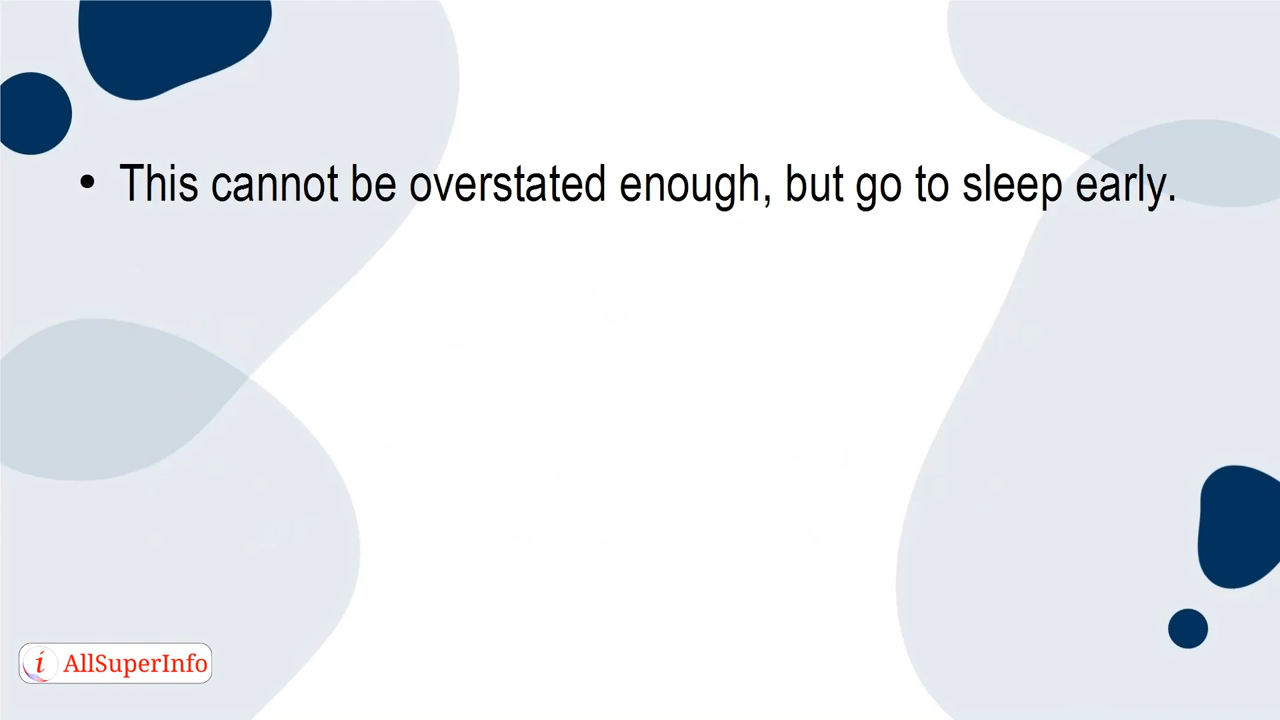 • This cannot be overstated enough, but go to sleep early.
i AllSuperInfo